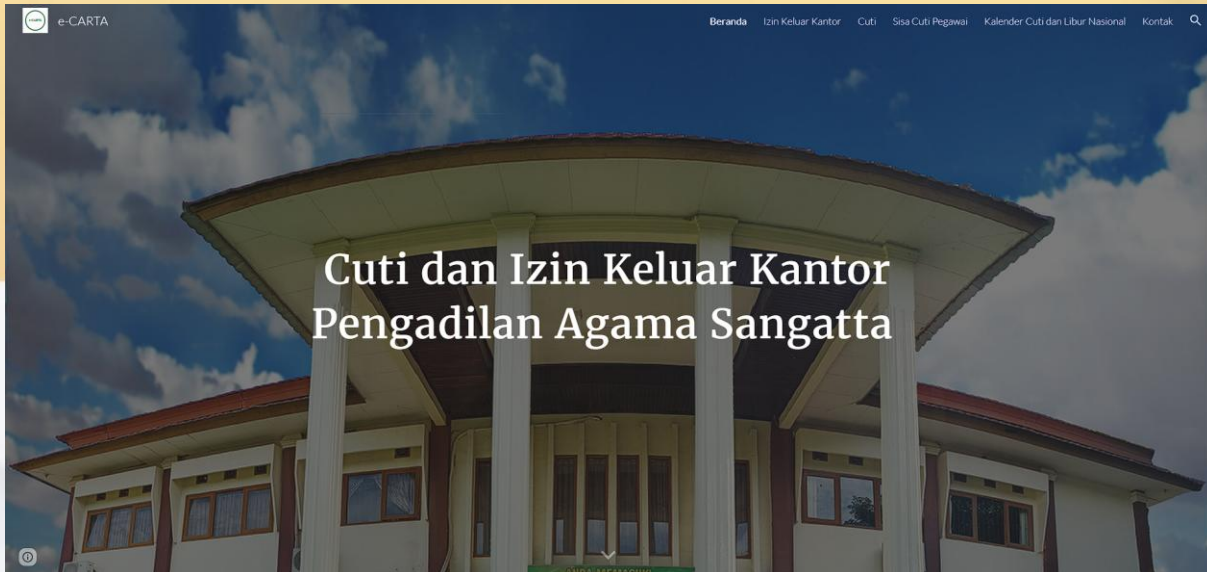 e-CARTA
Beranda Izin Keluar Kantor Cuti Sisa Cuti Pegawai Kalender Cuti dan Libur Nasional Kontak
Cuti dan Izin Keluar Kantor
Pengadilan Agama Sangatta